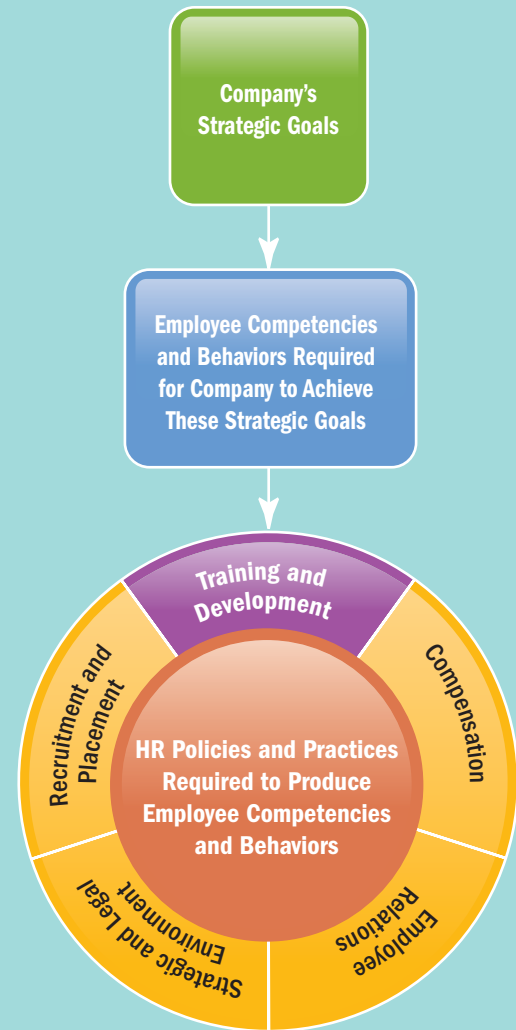 Company's
Strategic Goals
Employee Competencies
and Behaviors Required
for Company to Achieve
These Strategic Goals
Training and
Development
Recruitment and
Placement
Compensation
HR Policies and Practices
Required to Produce
Employee Competencies
and Behaviors
Strategic and Legal
Environment
Employee
Relations